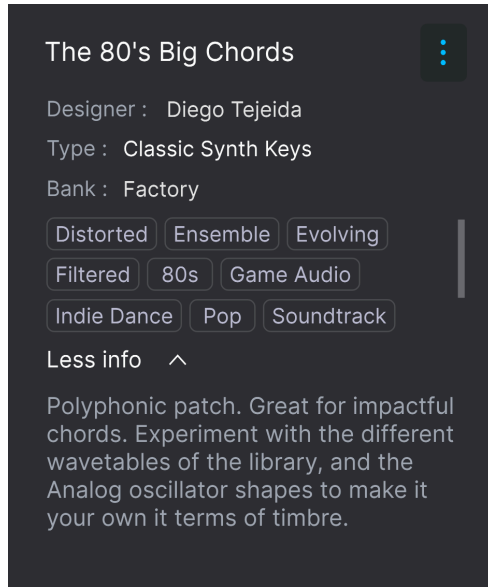 The 80's Big Chords
Designer : Diego Tejeida
Type : Classic Synth Keys
Bank : Factory
Distorted Ensemble Evolving
Filtered 80s Game Audio
Indie Dance Pop Soundtrack
Less info
Polyphonic patch. Great for impactful
chords. Experiment with the different
wavetables of the library, and the
Analog oscillator shapes to make it
your own it terms of timbre.